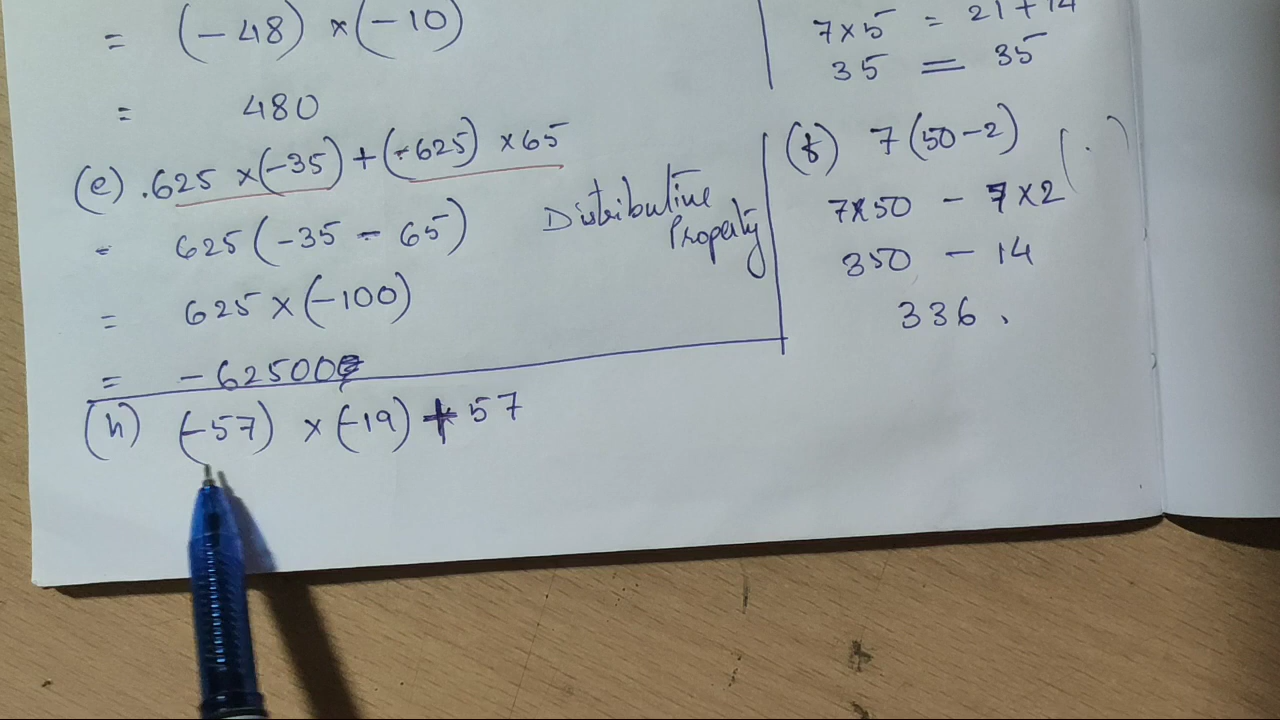 = (-48) × (-10)
= 480
(e) . 625 × (-35) + (-625) × 65
= 625 (-35 - 65)
= 625 × (-100)
= - 62500
Distributive
Property
7×5 = 21+14
35 = 35
(f) 7 (50-2)
7×50 - 7×2
350 - 14
336 .
(h) (-57) × (-19) + 57